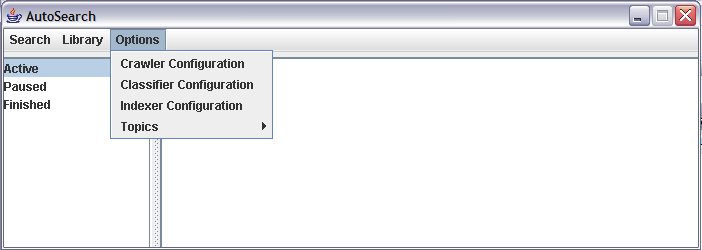 AutoSearch
Search Library Options
Active
Paused
Finished
Crawler Configuration
Classifier Configuration
Indexer Configuration
Topics